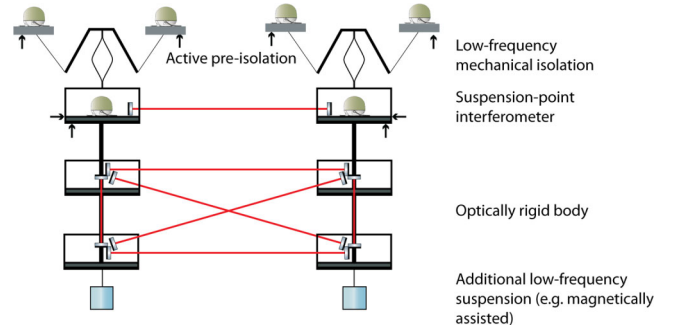 Active pre-isolation
Low-frequency
mechanical isolation
Suspension-point
interferometer
Optically rigid body
Additional low-frequency
suspension (e.g. magnetically
assisted)